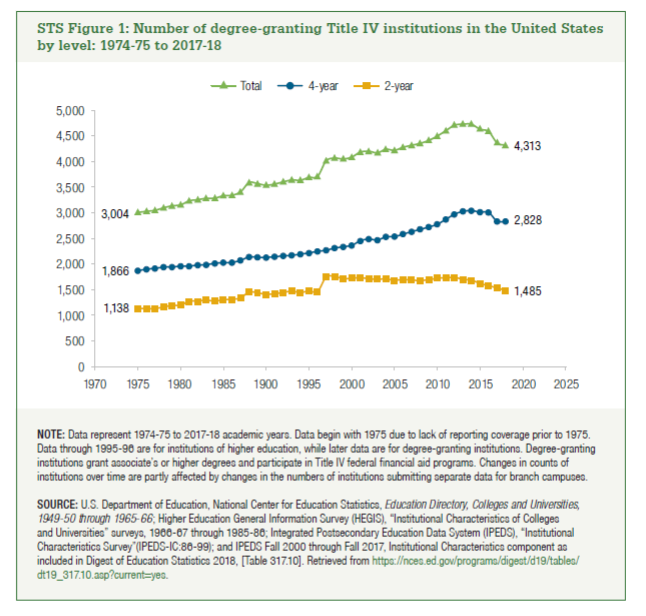 STS Figure 1: Number of degree-granting Title IV institutions in the United States
by level: 1974-75 to 2017-18
Total 4-year 2-year
5,000
4,500
4,000
3,500
3,000
2,500
2,000
1,500
1,000
500
0
4,313
3,004
2,828
1,866
1,485
1,138
1970 1975 1980 1985 1990 1995 2000 2005 2010 2015 2020 2025
NOTE: Data represent 1974-75 to 2017-18 academic years. Data begin with 1975 due to lack of reporting coverage prior to 1975.
Data through 1995-96 are for institutions of higher education, while later data are for degree-granting institutions. Degree-granting
institutions grant associate's or higher degrees and participate in Title IV federal financial aid programs. Changes in counts of
institutions over time are partly affected by changes in the numbers of institutions submitting separate data for branch campuses.
SOURCE: U.S. Department of Education, National Center for Education Statistics, Education Directory, Colleges and Universities,
1949-50 through 1965-66; Higher Education General Information Survey (HEGIS), "Institutional Characteristics of Colleges
and Universities" surveys, 1966-67 through 1985-86; Integrated Postsecondary Education Data System (IPEDS), "Institutional
Characteristics Survey"(IPEDS-IC:86-99); and IPEDS Fall 2000 through Fall 2017, Institutional Characteristics component as
included in Digest of Education Statistics 2018, [Table 317.10]. Retrieved from https://nces.ed.gov/programs/digest/d19/tables/
dt19_317.10.asp?current=yes.